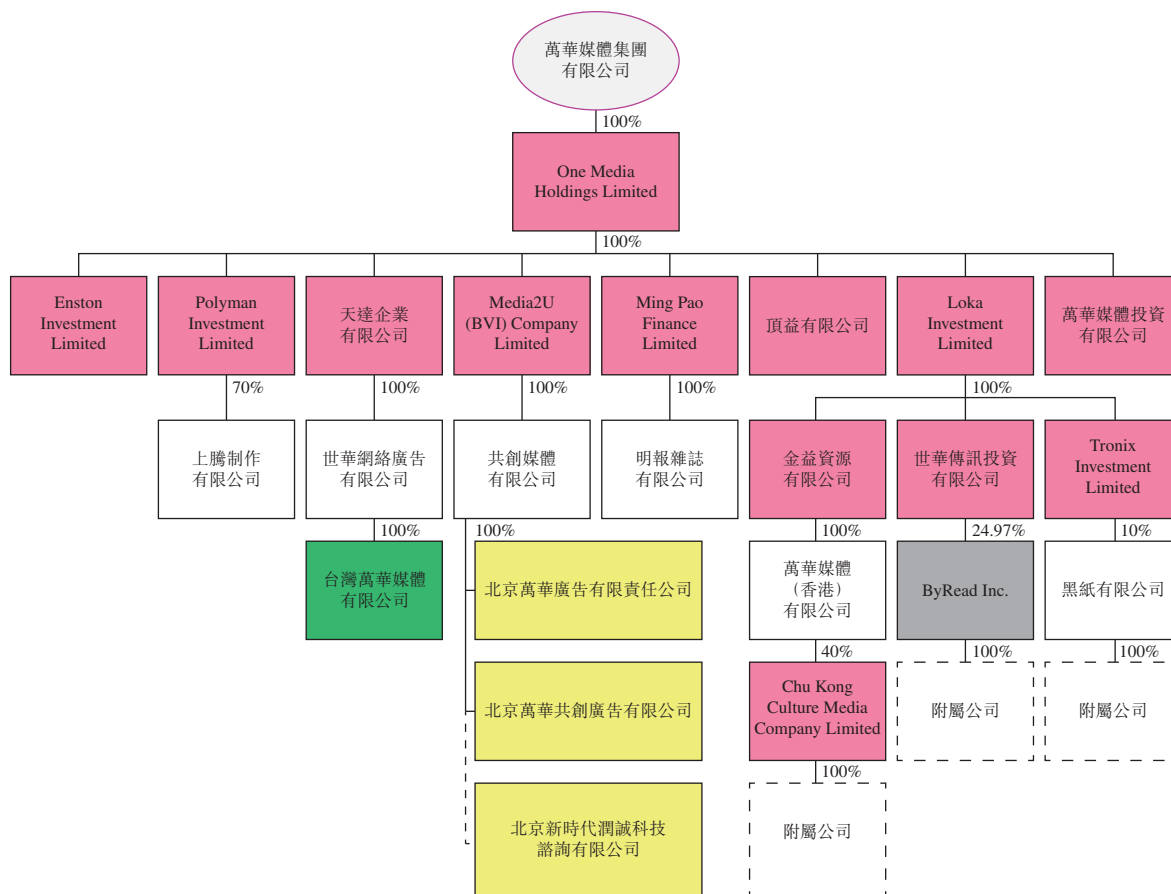 萬華媒體集團
有限公司
100%
One Media
Holdings Limited
100%
Enston
Investment
Limited
Polyman
Investment
Limited
天達企業
有限公司
Media2U
(BVI) Company
Limited
Ming Pao
Finance
Limited
頂益有限公司
Loka
Investment
Limited
萬華媒體投資
有限公司
70%
100%
100%
100%
100%
上騰制作
有限公司
世華網絡廣告
有限公司
共創媒體
有限公司
明報雜誌
有限公司
金益資源
有限公司
世華傳訊投資
有限公司
Tronix
Investment
Limited
100%
100%
100%
24.97%
10%
台灣萬華媒體
有限公司
北京萬華廣告有限責任公司
萬華媒體
（香港）
有限公司
ByRead Inc.
黑紙有限公司
40%
100%
100%
北京萬華共創廣告有限公司
Chu Kong
Culture Media
Company Limited
附屬公司
附屬公司
100%
北京新時代潤誠科技
諮詢有限公司
附屬公司